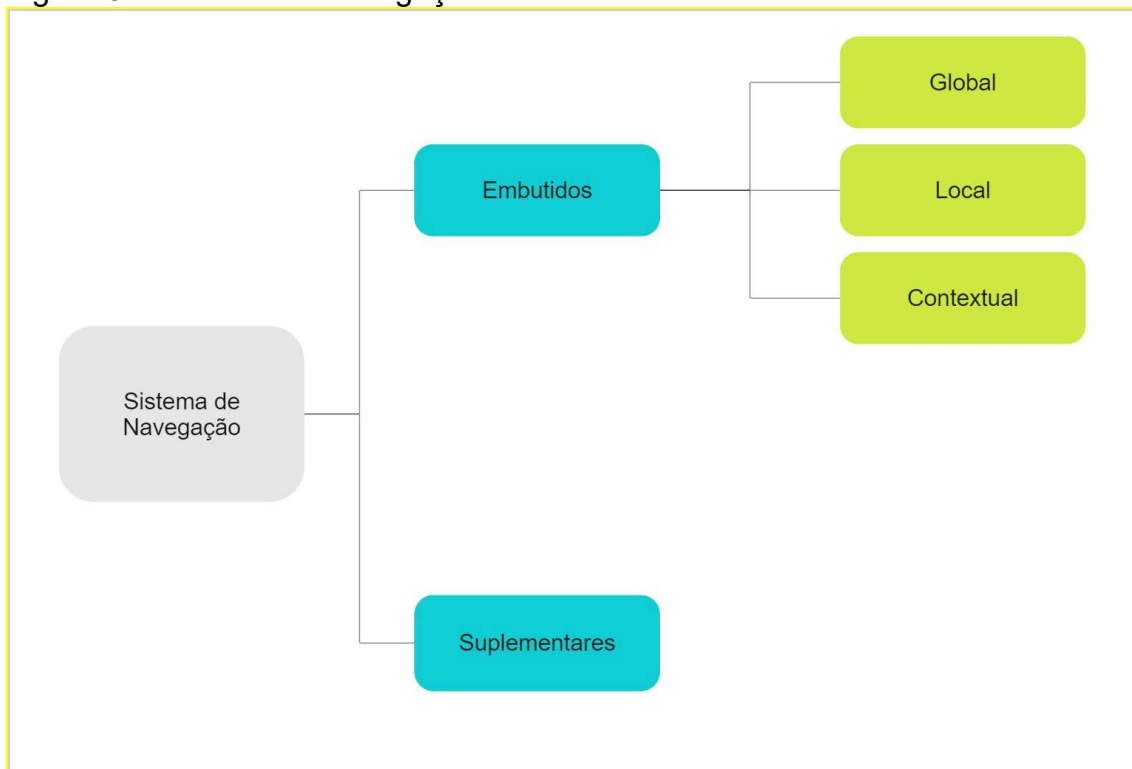 Global
Embutidos
Local
Contextual
Sistema de
Navegação
Suplementares